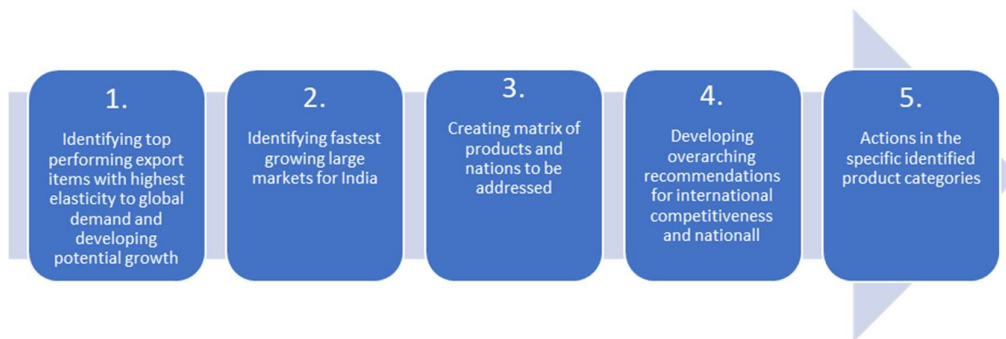 1.
Identifying top
performing export
items with highest
elasticity to global
demand and
developing
potential growth
2.
Identifying fastest
growing large
markets for India
3.
Creating matrix of
products and
nations to be
addressed
4.
Developing
overarching
recommendations
for international
competitiveness
and nationall
5.
Actions in the
specific identified
product categories